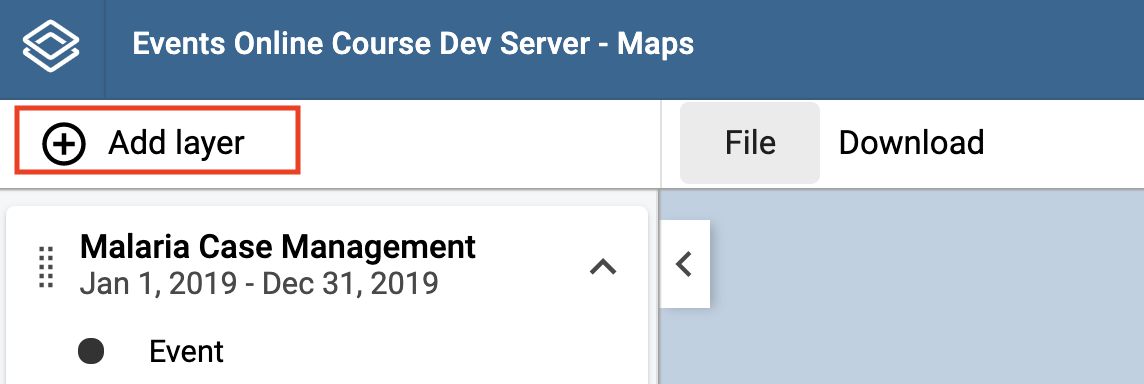 Events Online Course Dev Server - Maps
Add layer
File Download
Malaria Case Management
Jan 1, 2019 - Dec 31, 2019
Event